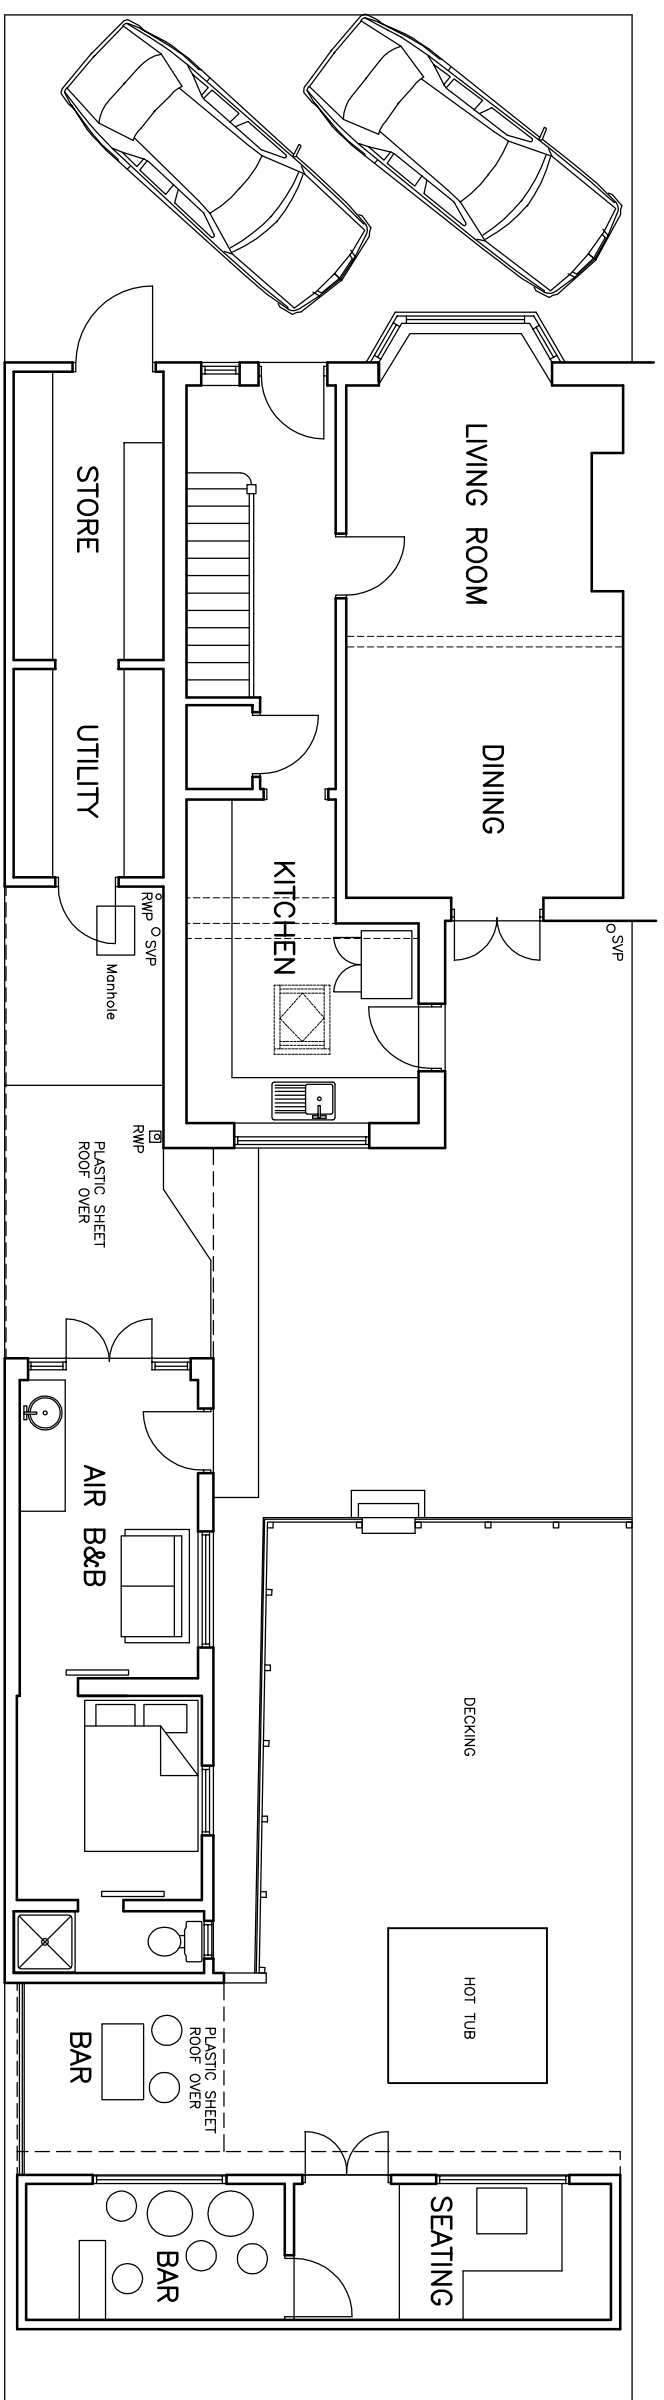 LIVING ROOM
STORE
DINING
UTILITY
KITCHEN
RWP
SVP
SVP
Manhole
RWP
PLASTIC SHEET
ROOF OVER
AIR B&B
DECKING
HOT TUB
PLASTIC SHEET
ROOF OVER
BAR
SEATING
BAR